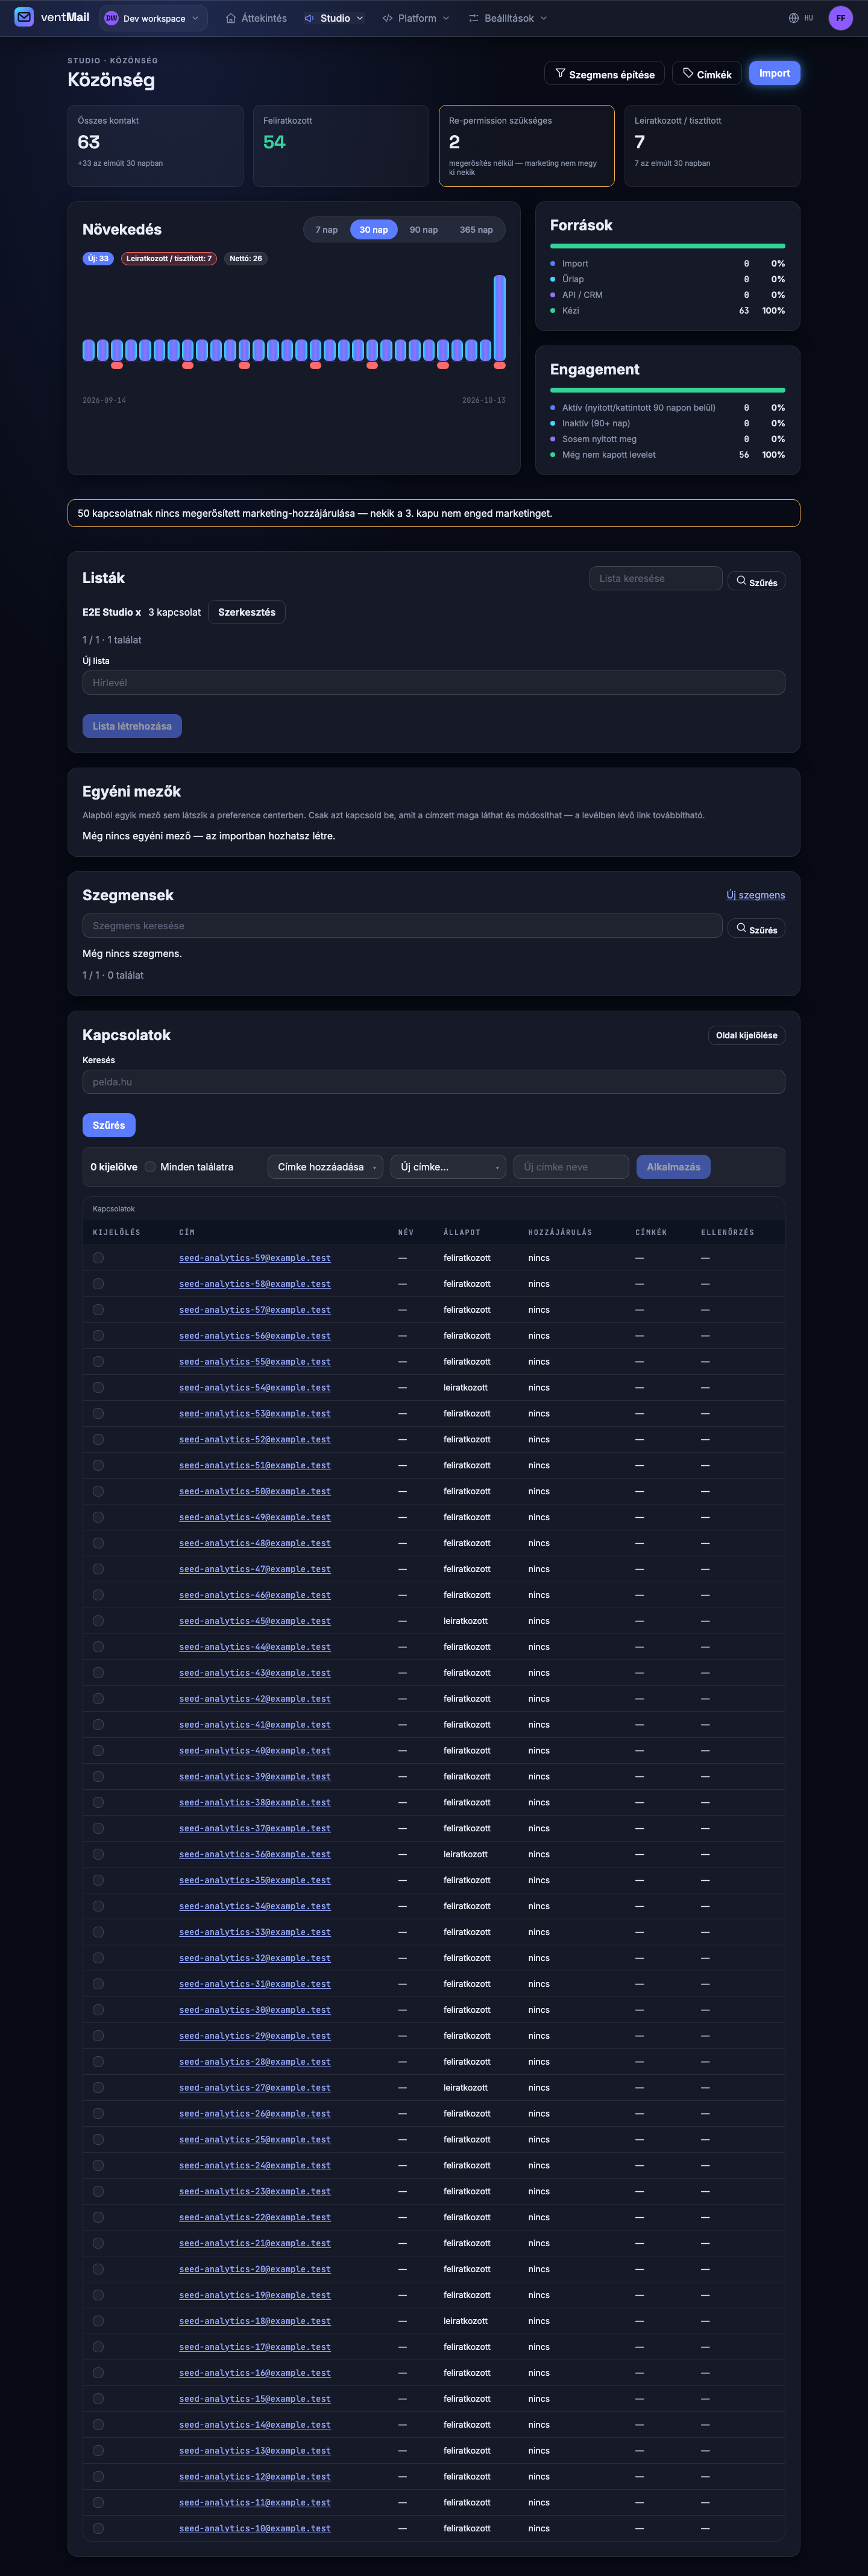 ventMail
DW Dev workspace
Áttekintés
Studio
Platform
Beállítások
HU
FF
STUDIO · KÖZÖNSÉG
Közönség
Szegmens építése
Címkék
Import
Összes kontakt
63
+33 az elmúlt 30 napban
Feliratkozott
54
Re-permission szükséges
2
megerősítés nélkül — marketing nem megy
ki nekik
Leiratkozott / tisztított
7
7 az elmúlt 30 napban
Növekedés
7 nap
30 nap
90 nap
365 nap
Új: 33
Leiratkozott / tisztított: 7
Nettó: 26
2026-09-14
2026-10-13
Források
Import 0 0%
Űrlap 0 0%
API / CRM 0 0%
Kézi 63 100%
Engagement
Aktív (nyitott/kattintott 90 napon belül) 0 0%
Inaktív (90+ nap) 0 0%
Sosem nyitott meg 0 0%
Még nem kapott levelet 56 100%
50 kapcsolatnak nincs megerősített marketing-hozzájárulása — nekik a 3. kapu nem enged marketinget.
Listák
Lista keresése
Szűrés
E2E Studio x 3 kapcsolat Szerkesztés
1 / 1 · 1 találat
Új lista
Hírlevél
Lista létrehozása
Egyéni mezők
Alapból egyik mező sem látszik a preference centerben. Csak azt kapcsold be, amit a címzett maga láthat és módosíthat — a levélben lévő link továbbítható.
Még nincs egyéni mező — az importban hozhatsz létre.
Szegmensek
Új szegmens
Szegmens keresése
Szűrés
Még nincs szegmens.
1 / 1 · 0 találat
Kapcsolatok
Oldal kijelölése
Keresés
pelda.hu
Szűrés
0 kijelölve
Minden találatra
Címke hozzáadása
Új címke...
Új címke neve
Alkalmazás
Kapcsolatok
KIJELÖLÉS CÍM NÉV ÁLLAPOT HOZZÁJÁRULÁS CÍMKÉK ELLENŐRZÉS
seed-analytics-59@example.test — feliratkozott nincs — —
seed-analytics-58@example.test — feliratkozott nincs — —
seed-analytics-57@example.test — feliratkozott nincs — —
seed-analytics-56@example.test — feliratkozott nincs — —
seed-analytics-55@example.test — feliratkozott nincs — —
seed-analytics-54@example.test — leiratkozott nincs — —
seed-analytics-53@example.test — feliratkozott nincs — —
seed-analytics-52@example.test — feliratkozott nincs — —
seed-analytics-51@example.test — feliratkozott nincs — —
seed-analytics-50@example.test — feliratkozott nincs — —
seed-analytics-49@example.test — feliratkozott nincs — —
seed-analytics-48@example.test — feliratkozott nincs — —
seed-analytics-47@example.test — feliratkozott nincs — —
seed-analytics-46@example.test — feliratkozott nincs — —
seed-analytics-45@example.test — leiratkozott nincs — —
seed-analytics-44@example.test — feliratkozott nincs — —
seed-analytics-43@example.test — feliratkozott nincs — —
seed-analytics-42@example.test — feliratkozott nincs — —
seed-analytics-41@example.test — feliratkozott nincs — —
seed-analytics-40@example.test — feliratkozott nincs — —
seed-analytics-39@example.test — feliratkozott nincs — —
seed-analytics-38@example.test — feliratkozott nincs — —
seed-analytics-37@example.test — feliratkozott nincs — —
seed-analytics-36@example.test — leiratkozott nincs — —
seed-analytics-35@example.test — feliratkozott nincs — —
seed-analytics-34@example.test — feliratkozott nincs — —
seed-analytics-33@example.test — feliratkozott nincs — —
seed-analytics-32@example.test — feliratkozott nincs — —
seed-analytics-31@example.test — feliratkozott nincs — —
seed-analytics-30@example.test — feliratkozott nincs — —
seed-analytics-29@example.test — feliratkozott nincs — —
seed-analytics-28@example.test — feliratkozott nincs — —
seed-analytics-27@example.test — leiratkozott nincs — —
seed-analytics-26@example.test — feliratkozott nincs — —
seed-analytics-25@example.test — feliratkozott nincs — —
seed-analytics-24@example.test — feliratkozott nincs — —
seed-analytics-23@example.test — feliratkozott nincs — —
seed-analytics-22@example.test — feliratkozott nincs — —
seed-analytics-21@example.test — feliratkozott nincs — —
seed-analytics-20@example.test — feliratkozott nincs — —
seed-analytics-19@example.test — feliratkozott nincs — —
seed-analytics-18@example.test — leiratkozott nincs — —
seed-analytics-17@example.test — feliratkozott nincs — —
seed-analytics-16@example.test — feliratkozott nincs — —
seed-analytics-15@example.test — feliratkozott nincs — —
seed-analytics-14@example.test — feliratkozott nincs — —
seed-analytics-13@example.test — feliratkozott nincs — —
seed-analytics-12@example.test — feliratkozott nincs — —
seed-analytics-11@example.test — feliratkozott nincs — —
seed-analytics-10@example.test — feliratkozott nincs — —